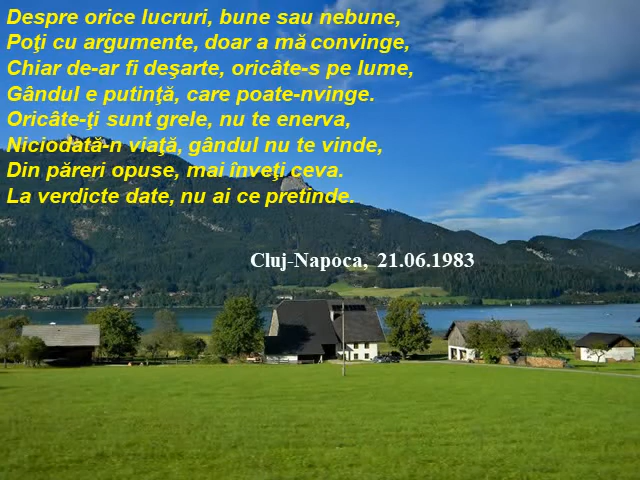 Despre orice lucruri, bune sau nebune,
Poţi cu argumente, doar a mă convinge,
Chiar de-ar fi deşarte, oricâte-s pe lume,
Gândul e putinţă, care poate-nvinge.
Oricâte-ţi sunt grele, nu te enerva,
Niciodată-n viaţă, gândul nu te vinde,
Din păreri opuse, mai înveţi ceva.
La verdicte date, nu ai ce pretinde.
Cluj-Napoca, 21.06.1983